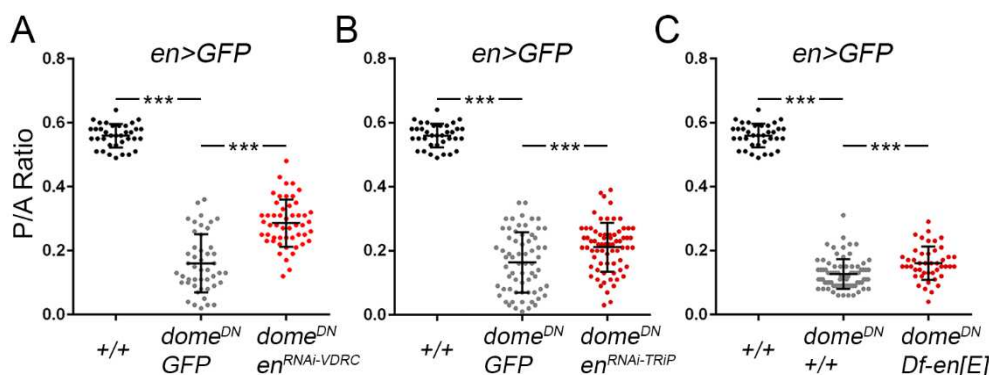 A
B
C
en>GFP
en>GFP
en>GFP
P/A Ratio
0.8
0.6
0.4
0.2
0.0
***
***
+/+
dome^DN
GFP
dome^DN
en^RNAi-VDRC
0.8
0.6
0.4
0.2
0.0
***
***
+/+
dome^DN
GFP
dome^DN
en^RNAi-TRiP
0.8
0.6
0.4
0.2
0.0
***
***
+/+
dome^DN
+/+
dome^DN
Df-en[E]